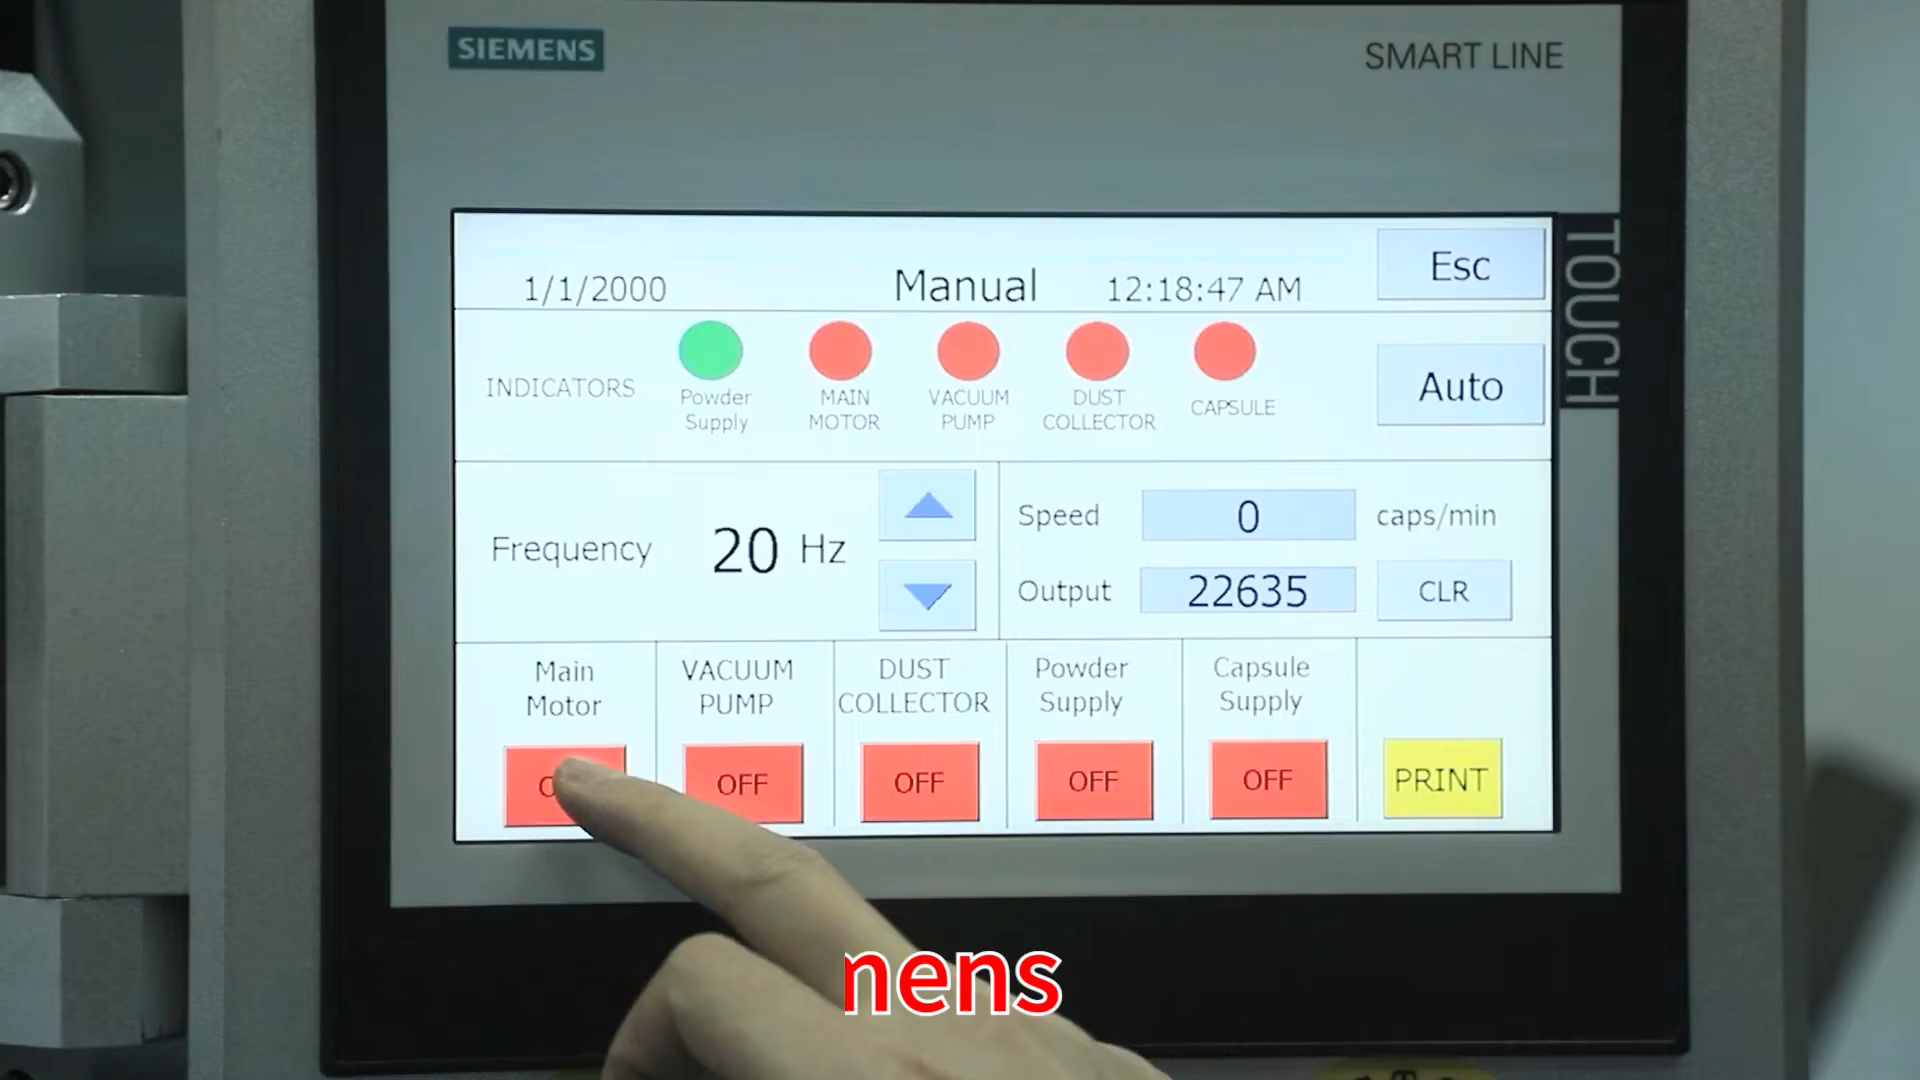 SIEMENS
SMART LINE
TOUCH
1/1/2000
Manual
12:18:47 AM
Esc
INDICATORS
Powder
Supply
MAIN
MOTOR
VACUUM
PUMP
DUST
COLLECTOR
CAPSULE
Auto
Frequency
20 Hz
Speed
0
caps/min
Output
22635
CLR
Main
Motor
VACUUM
PUMP
OFF
DUST
COLLECTOR
OFF
Powder
Supply
OFF
Capsule
Supply
OFF
PRINT
nens